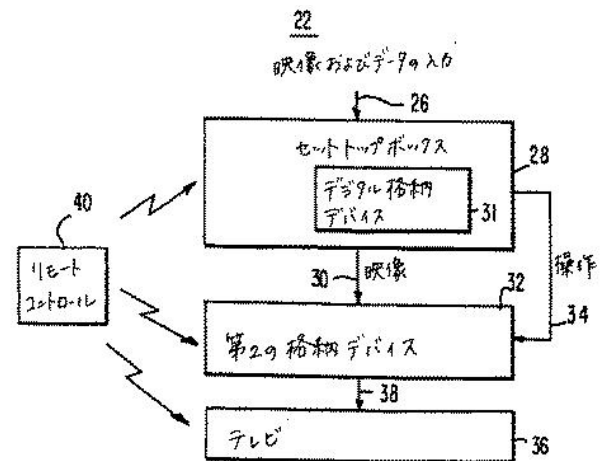 22
映像およびデータの入力
26
セットトップボックス
28
デジタル格納
デバイス
31
40
リモート
コントロール
30
映像
操作
34
32
第2の格納デバイス
38
テレビ
36